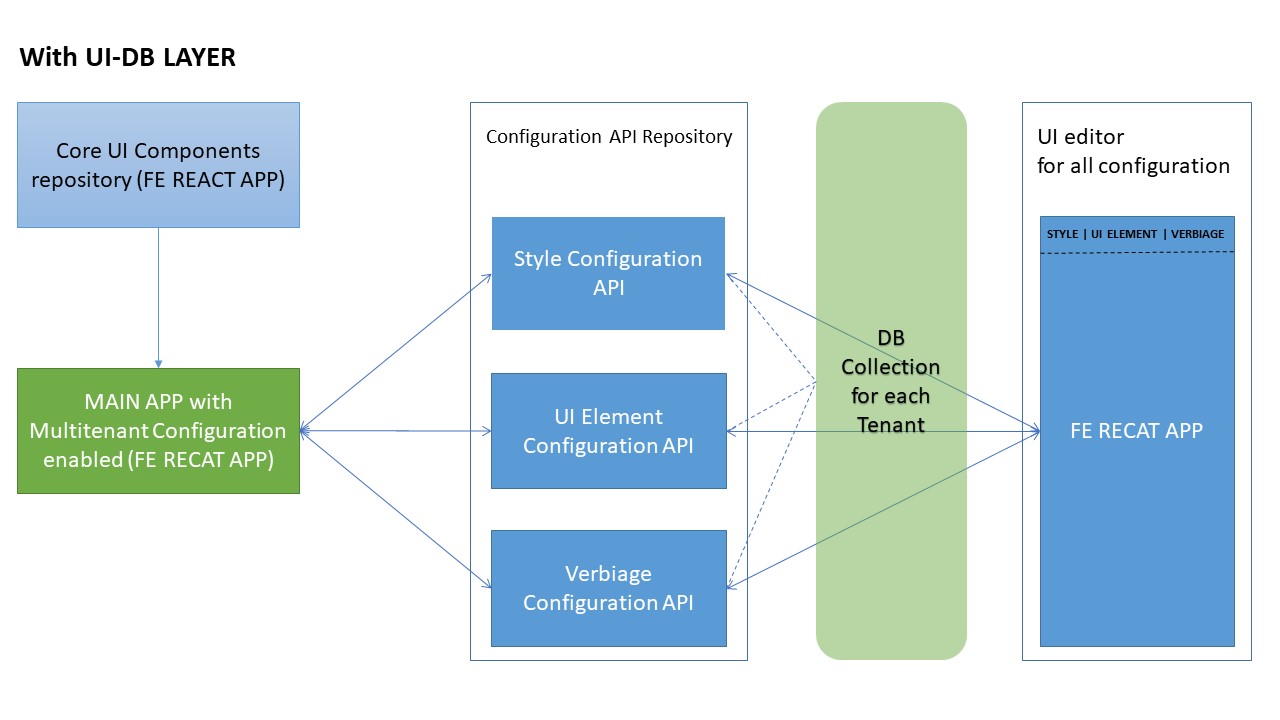 With UI-DB LAYER
Core UI Components
repository (FE REACT APP)
MAIN APP with
Multitenant Configuration
enabled (FE RECAT APP)
Configuration API Repository
Style Configuration
API
UI Element
Configuration API
Verbiage
Configuration API
DB
Collection
for each
Tenant
UI editor
for all configuration
STYLE | UI ELEMENT | VERBIAGE
FE RECAT APP